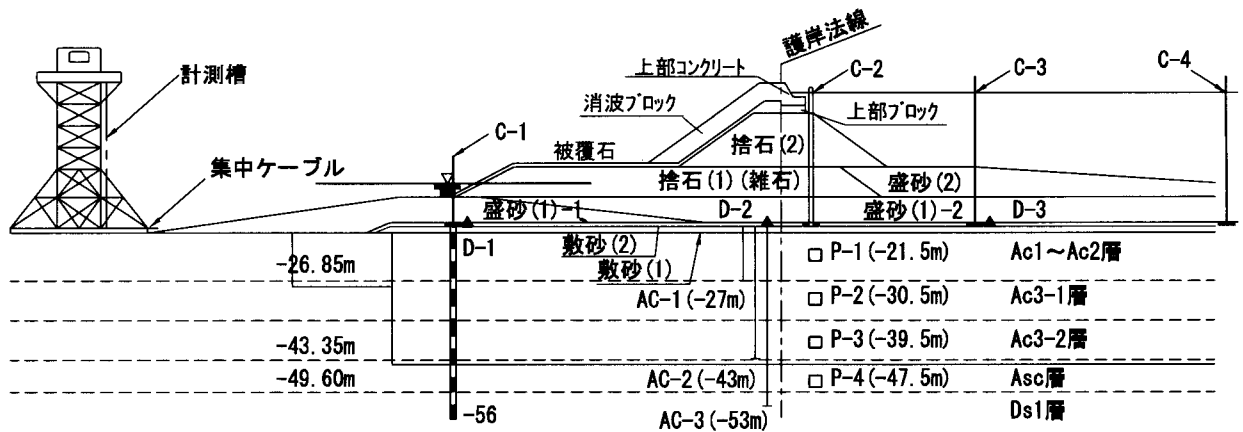 護岸法線
計測槽
上部コンクリート
C-2
C-3
C-4
消波ブロック
上部ブロック
C-1
被覆石
捨石(2)
集中ケーブル
捨石(1)(雑石)
盛砂(2)
盛砂(1)-1
D-2
盛砂(1)-2
D-3
D-1
敷砂(2)
敷砂(1)
P-1(-21.5m)
Ac1～Ac2層
-26.85m
AC-1(-27m)
P-2(-30.5m)
Ac3-1層
-43.35m
P-3(-39.5m)
Ac3-2層
-49.60m
AC-2(-43m)
P-4(-47.5m)
Asc層
-56
AC-3(-53m)
Ds1層